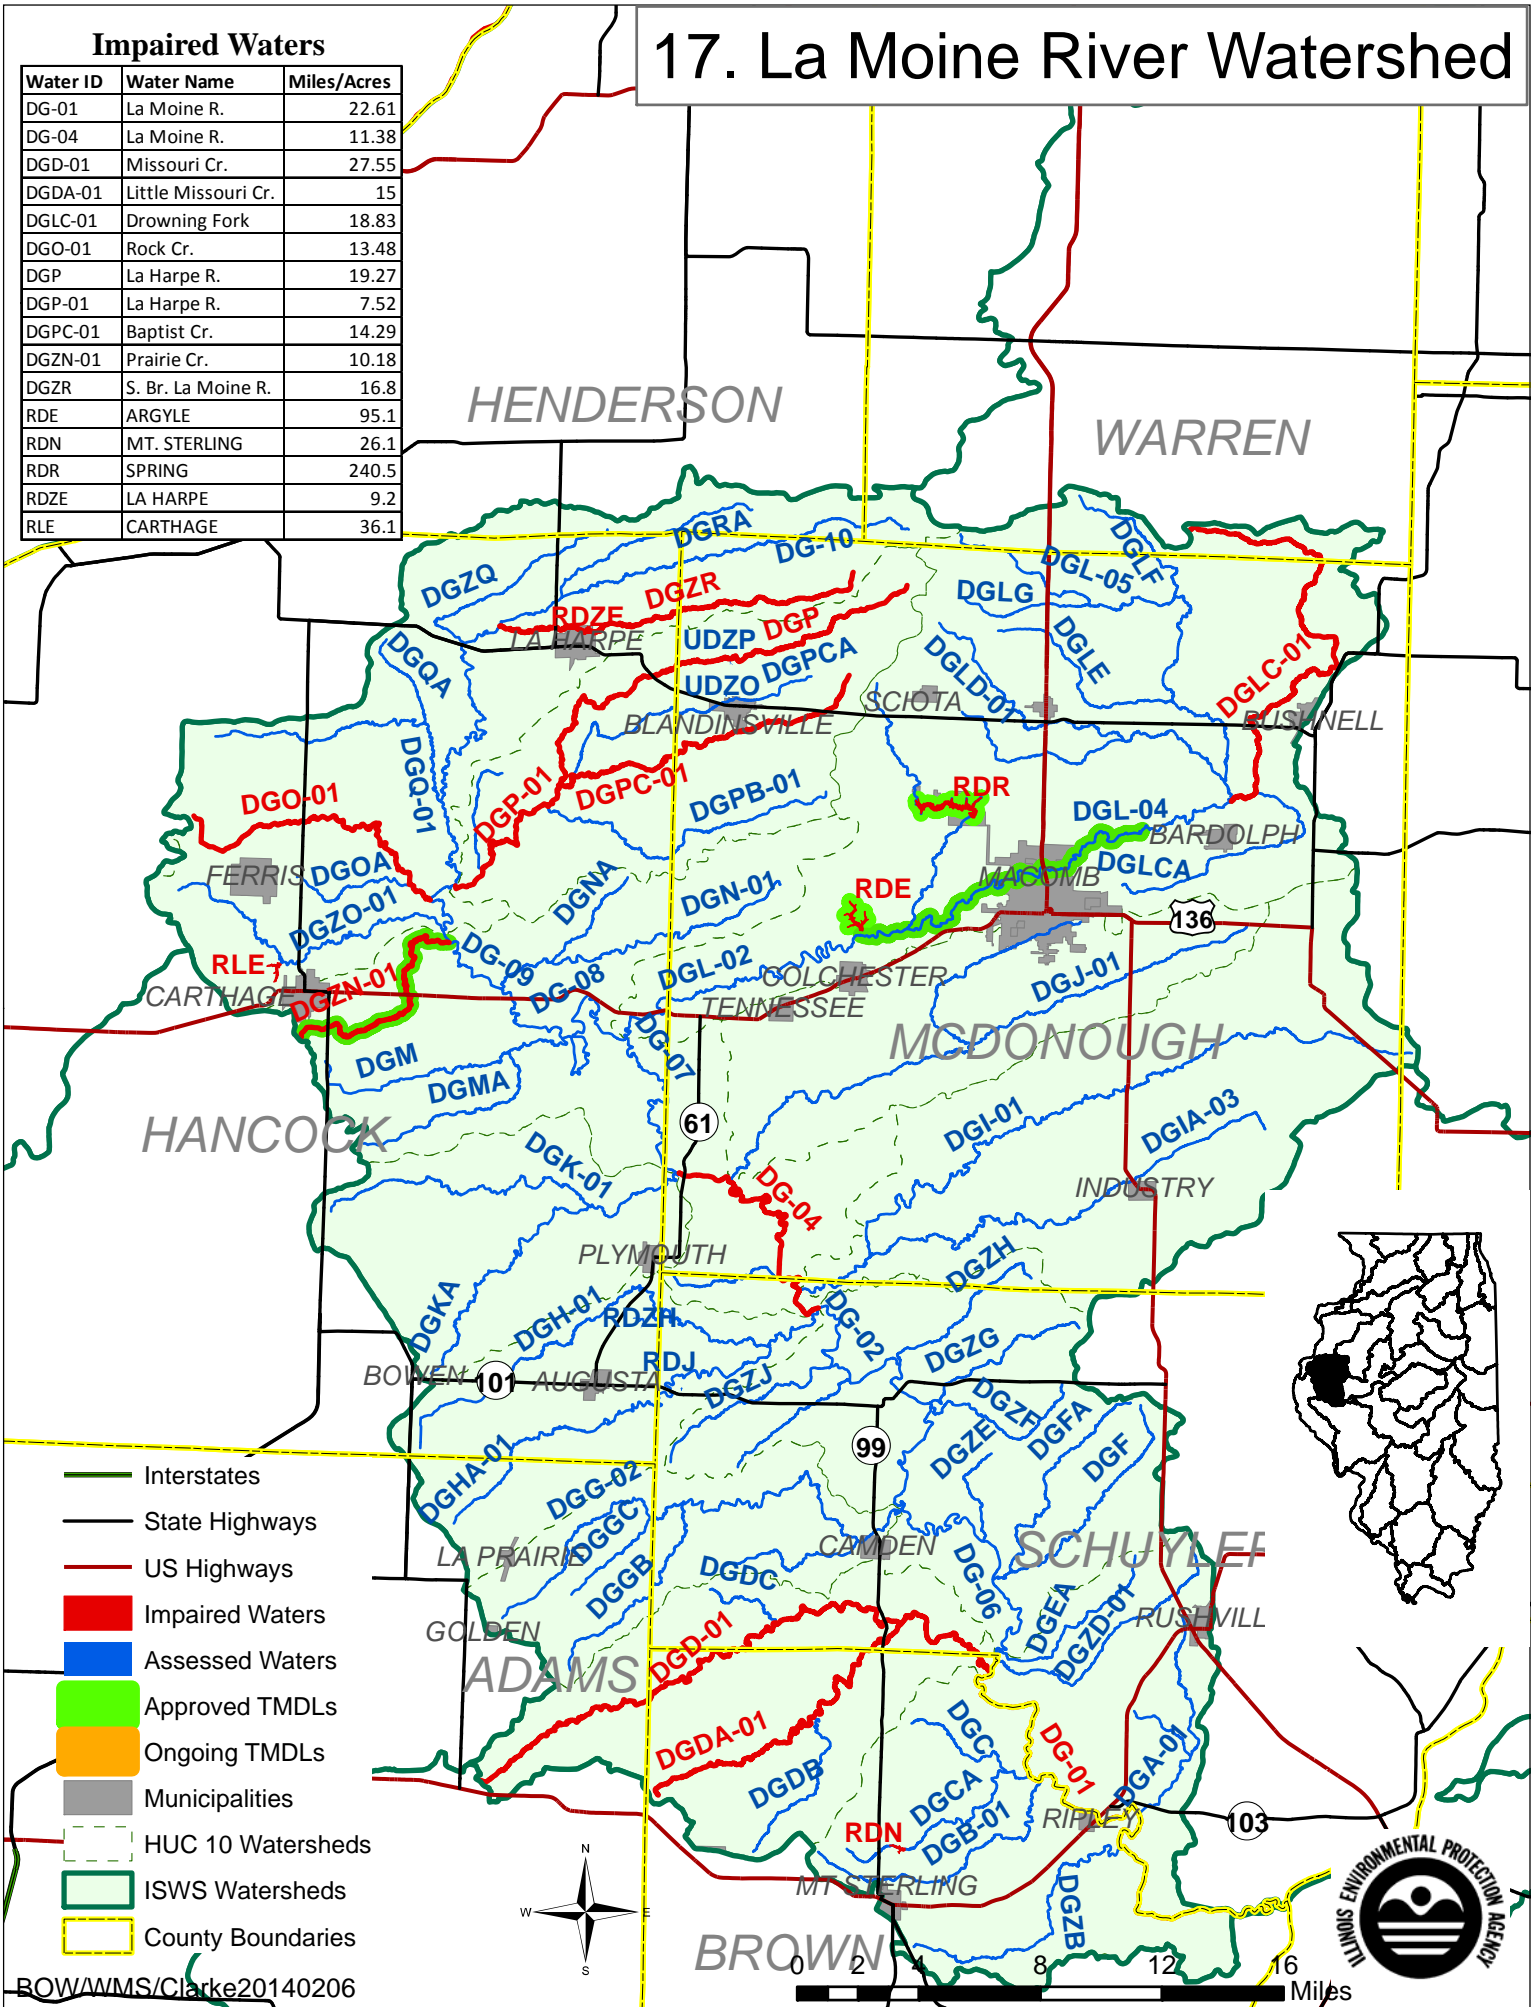 17. La Moine River Watershed
Impaired Waters
Water ID Water Name Miles/Acres
DG-01 La Moine R. 22.61
DG-04 La Moine R. 11.38
DGD-01 Missouri Cr. 27.55
DGDA-01 Little Missouri Cr. 15
DGLC-01 Drowning Fork 18.83
DGO-01 Rock Cr. 13.48
DGP La Harpe R. 19.27
DGP-01 La Harpe R. 7.52
DGPC-01 Baptist Cr. 14.29
DGZN-01 Prairie Cr. 10.18
DGZR S. Br. La Moine R. 16.8
RDE ARGYLE 95.1
RDN MT. STERLING 26.1
RDR SPRING 240.5
RDZE LA HARPE 9.2
RLE CARTHAGE 36.1
HENDERSON
WARREN
DGRA
DG-10
DGLF
DGL-05
DGZQ
DGZR
DGLG
RDZE
LA HARPE
UDZP
DGP
DGPCA
DGQA
DGLE
DGLD-01
DGLC-01
UDZO
SCIOTA
BLANDINSVILLE
BUSHNELL
DGQ-01
DGP-01
DGPC-01
DGPB-01
DGO-01
RDR
DGL-04
BARDOLPH
DGLCA
MACOMB
FERRIS
DGOA
DGNA
DGN-01
RDE
DGZO-01
136
RLE
DG-09
DG-08
DGL-02
COLCHESTER
DGJ-01
CARTHAGE
DGZN-01
TENNESSEE
DG-07
MCDONOUGH
DGM
DGMA
61
HANCOCK
DGI-01
DGIA-03
DGK-01
DG-04
INDUSTRY
PLYMOUTH
DGZH
DGKA
DGH-01
RDZH
DG-02
DGZG
RDJ
BOWEN
101
AUGUSTA
DGZJ
DGZF
DGFA
DGZE
DGF
99
DGHA-01
DGG-02
DGGC
LA PRAIRIE
DGGB
DGDC
CAMDEN
SCHUYLER
DG-06
DGEA
DGZD-01
RUSHVILL
GOLDEN
DGD-01
ADAMS
DGDA-01
DGC
DG-01
DGA-01
DGDB
DGCA
RIPLEY
103
RDN
DGB-01
MT STERLING
DGZB
BROWN
Interstates
State Highways
US Highways
Impaired Waters
Assessed Waters
Approved TMDLs
Ongoing TMDLs
Municipalities
HUC 10 Watersheds
ISWS Watersheds
County Boundaries
BOW/WMS/Clarke20140206
N
W E
S
0 2 4 8 12 16
Miles
ILLINOIS ENVIRONMENTAL PROTECTION AGENCY